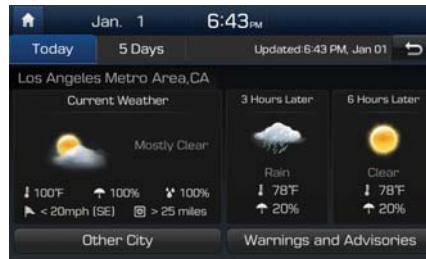 Jan. 1 6:43 PM
Today 5 Days Updated:6:43 PM, Jan 01
Los Angeles Metro Area,CA
Current Weather 3 Hours Later 6 Hours Later
Mostly Clear
Rain Clear
100°F 100% 100% 78°F 78°F
< 20mph (SE) > 25 miles 20% 20%
Other City Warnings and Advisories